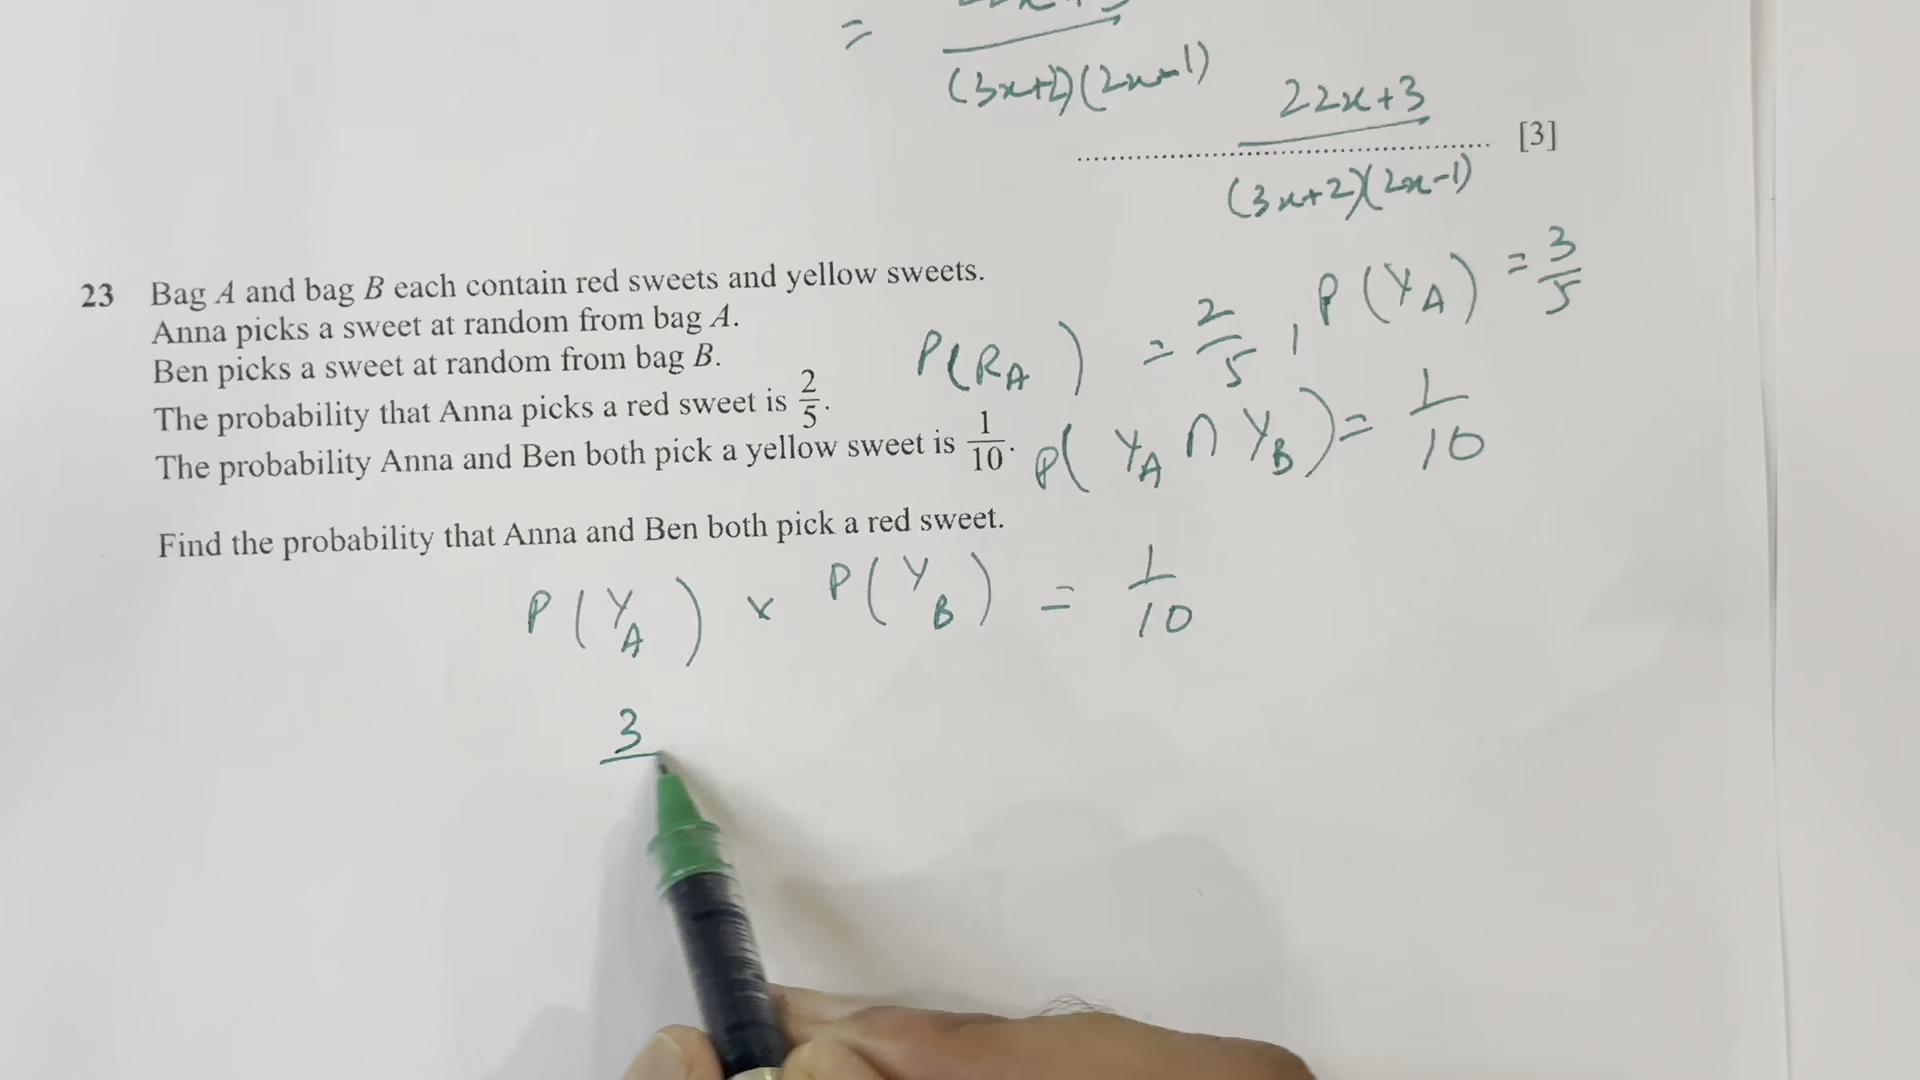 =
(3x+2)(2x-1)
22x+3
[3]
(3x+2)(2x-1)
23 Bag A and bag B each contain red sweets and yellow sweets.
Anna picks a sweet at random from bag A.
Ben picks a sweet at random from bag B.
The probability that Anna picks a red sweet is 2/5.
P(R_A) = 2/5, P(Y_A) = 3/5
The probability Anna and Ben both pick a yellow sweet is 1/10.
P(Y_A ∩ Y_B) = 1/10
Find the probability that Anna and Ben both pick a red sweet.
P(Y_A) x P(Y_B) = 1/10
3